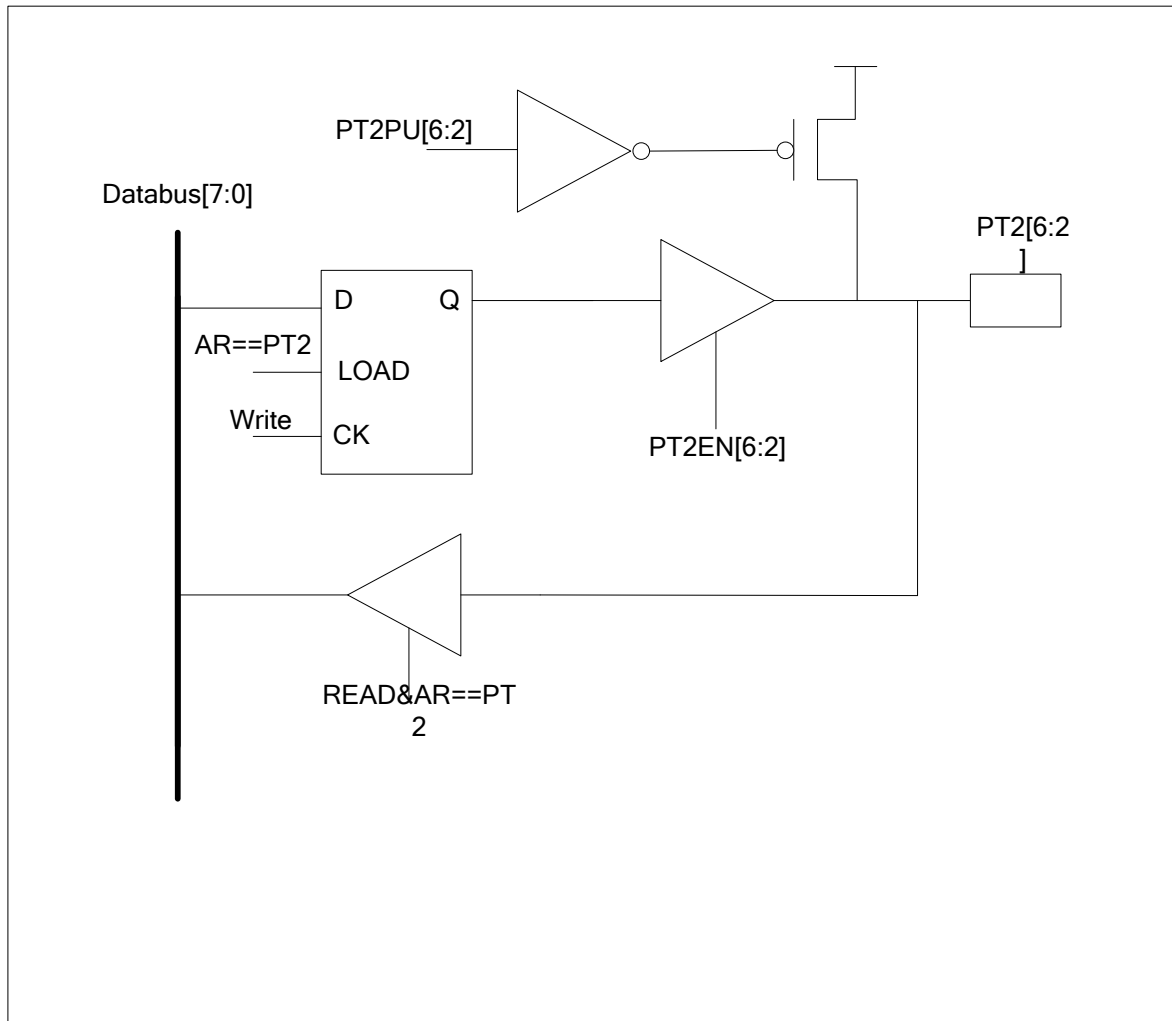 PT2PU[6:2]
Databus[7:0]
PT2[6:2
]
D
Q
AR==PT2
LOAD
Write
CK
PT2EN[6:2]
READ&AR==PT
2